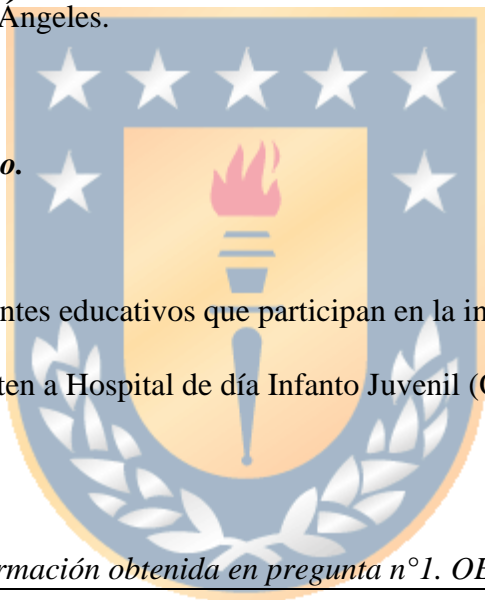 Ángeles.
o.
ntes educativos que participan en la in
ten a Hospital de día Infanto Juvenil (
rmación obtenida en pregunta n°1. OB